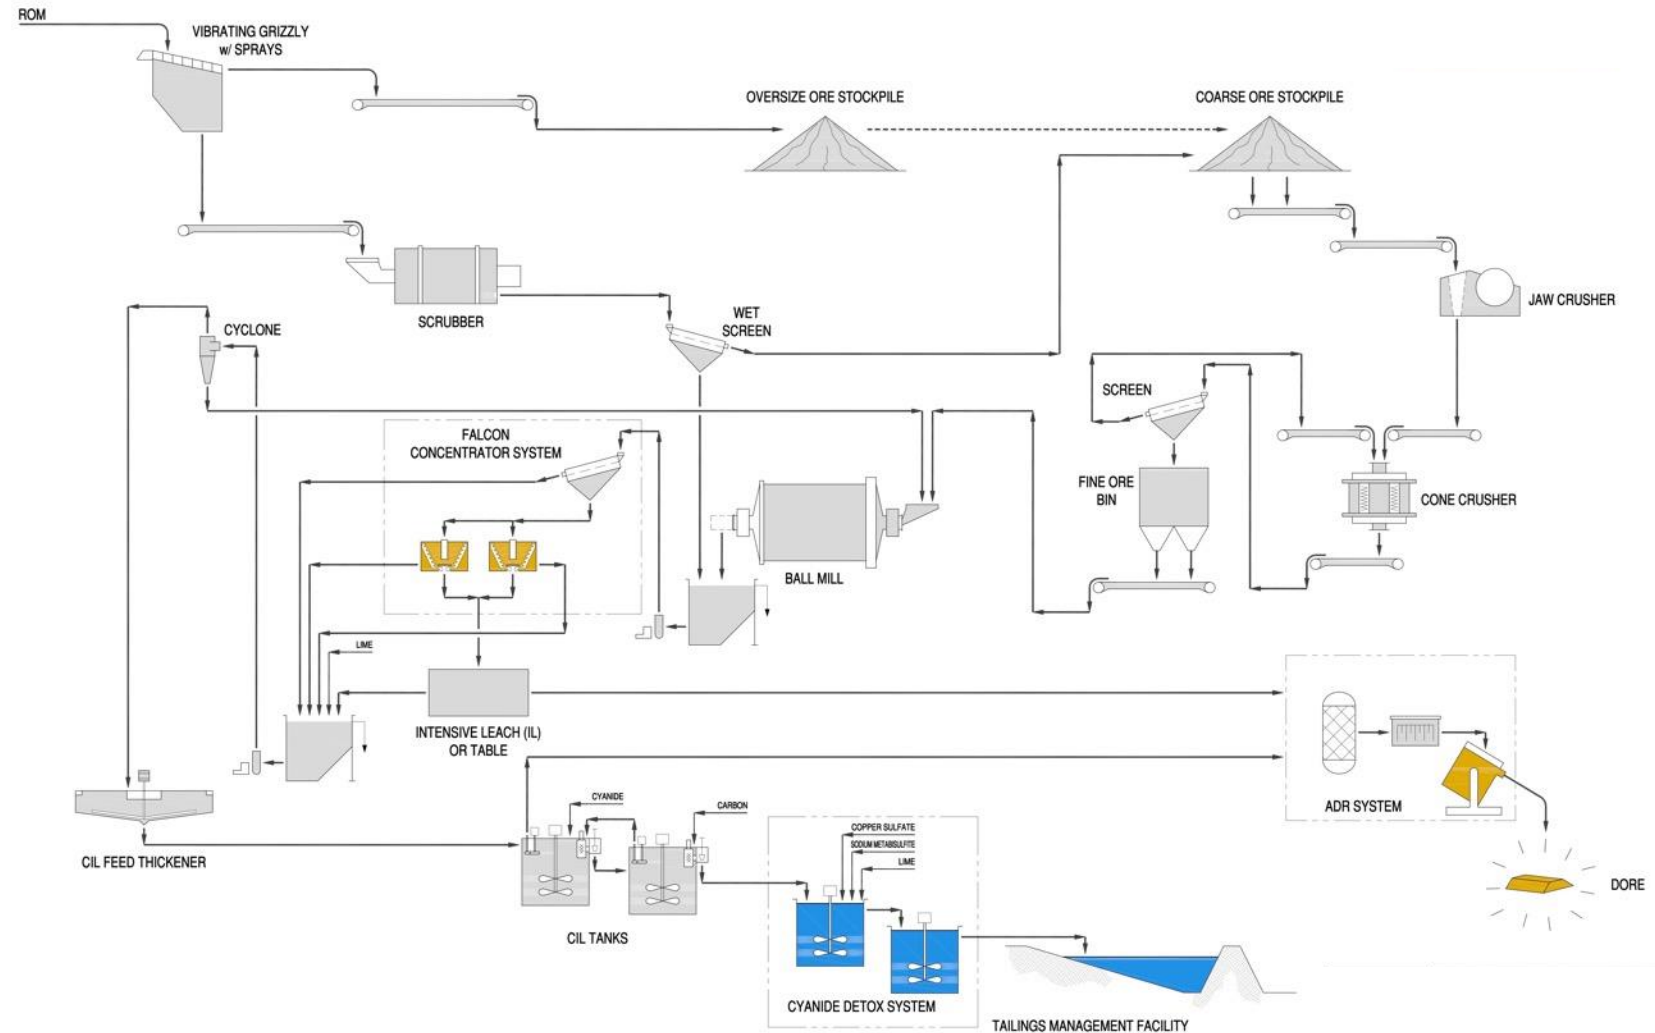 ROM
VIBRATING GRIZZLY
w/ SPRAYS
OVERSIZE ORE STOCKPILE
COARSE ORE STOCKPILE
SCRUBBER
WET
SCREEN
JAW CRUSHER
CYCLONE
SCREEN
FALCON
CONCENTRATOR SYSTEM
FINE ORE
BIN
CONE CRUSHER
BALL MILL
LIME
INTENSIVE LEACH (IL)
OR TABLE
ADR SYSTEM
CYANIDE
CARBON
CIL FEED THICKENER
COPPER SULFATE
SODIUM METABISULFITE
LIME
DORE
CIL TANKS
CYANIDE DETOX SYSTEM
TAILINGS MANAGEMENT FACILITY